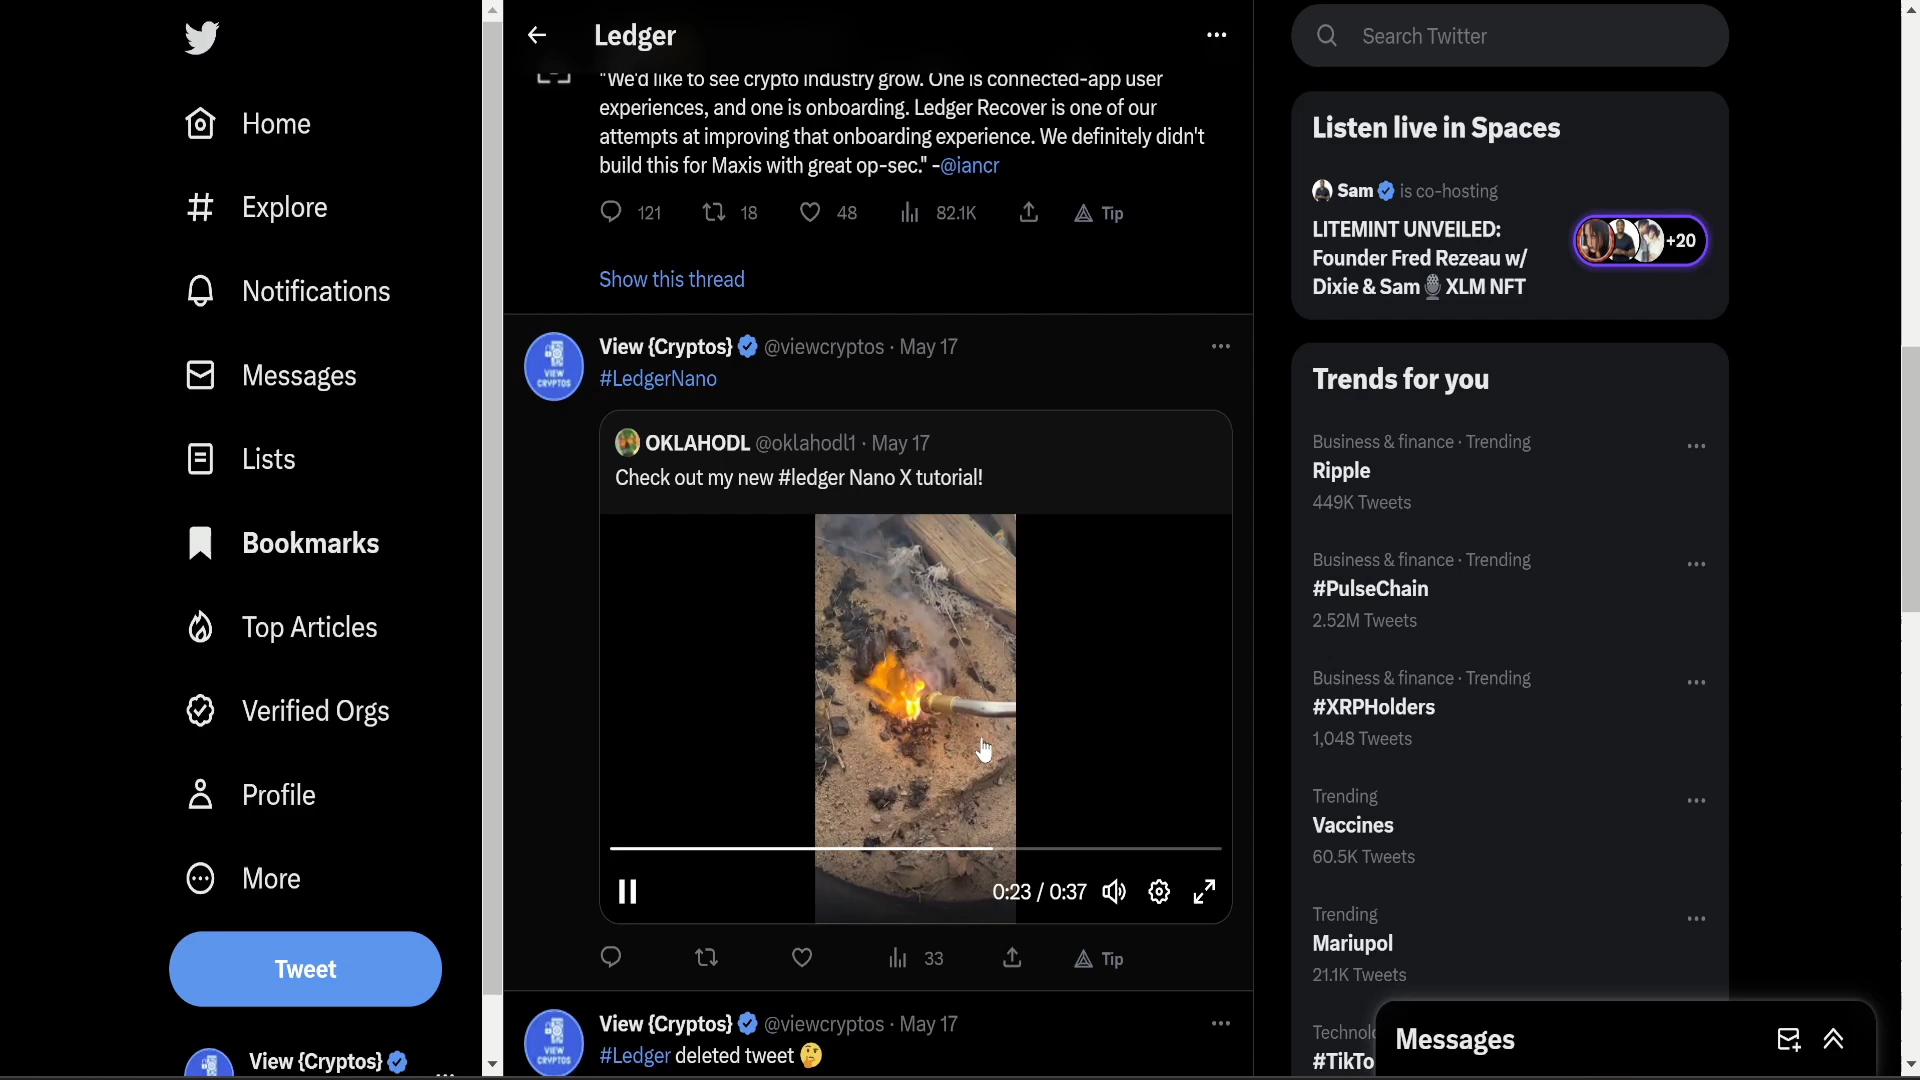 Home
Explore
Notifications
Messages
Lists
Bookmarks
Top Articles
Verified Orgs
Profile
More
Tweet
View {Cryptos}
Ledger
"We'd like to see crypto industry grow. One is connected-app user
experiences, and one is onboarding. Ledger Recover is one of our
attempts at improving that onboarding experience. We definitely didn't
build this for Maxis with great op-sec." -@iancr
121 18 48 82.1K Tip
Show this thread
View {Cryptos} @viewcryptos · May 17
#LedgerNano
OKLAHODL @oklahodl1 · May 17
Check out my new #ledger Nano X tutorial!
0:23 / 0:37
33 Tip
View {Cryptos} @viewcryptos · May 17
#Ledger deleted tweet 🤔
Search Twitter
Listen live in Spaces
Sam is co-hosting
LITEMINT UNVEILED:
Founder Fred Rezeau w/
Dixie & Sam🎙️XLM NFT
+20
Trends for you
Business & finance · Trending
Ripple
449K Tweets
Business & finance · Trending
#PulseChain
2.52M Tweets
Business & finance · Trending
#XRPHolders
1,048 Tweets
Trending
Vaccines
60.5K Tweets
Trending
Mariupol
21.1K Tweets
Technol
#TikTo
Messages